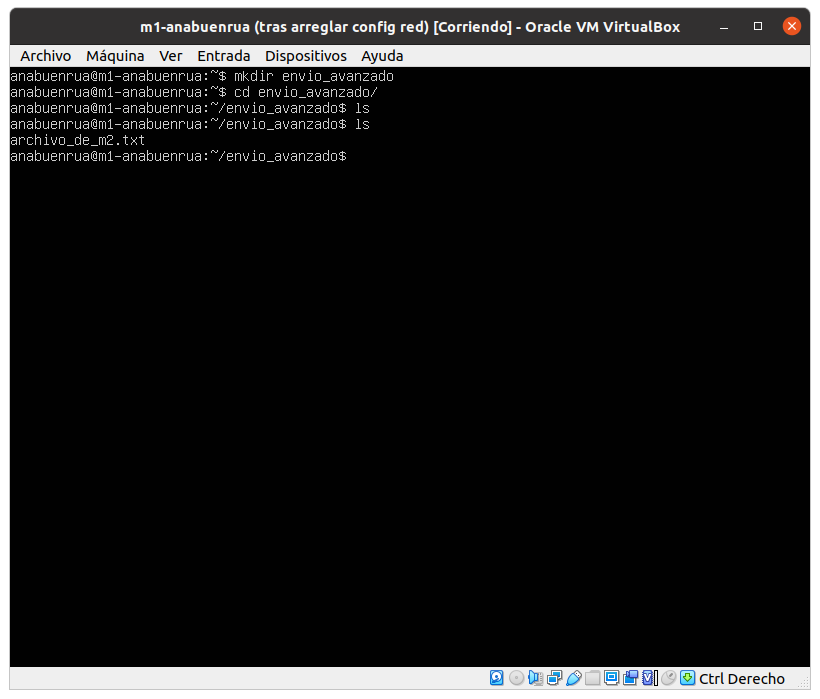 m1-anabuenrua (tras arreglar config red) [Corriendo] - Oracle VM VirtualBox
Archivo Máquina Ver Entrada Dispositivos Ayuda
anabuenrua@m1-anabuenrua:~$ mkdir envio_avanzado
anabuenrua@m1-anabuenrua:~$ cd envio_avanzado/
anabuenrua@m1-anabuenrua:~/envio_avanzado$ ls
anabuenrua@m1-anabuenrua:~/envio_avanzado$ ls
archivo_de_m2.txt
anabuenrua@m1-anabuenrua:~/envio_avanzado$
Ctrl Derecho